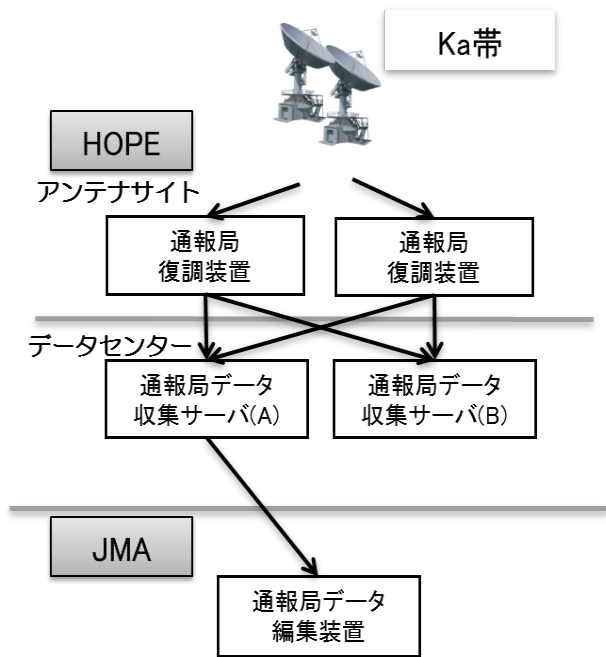 Ka帯
HOPE
アンテナサイト
通報局
復調装置
通報局
復調装置
データセンター
通報局データ
収集サーバ(A)
通報局データ
収集サーバ(B)
JMA
通報局データ
編集装置